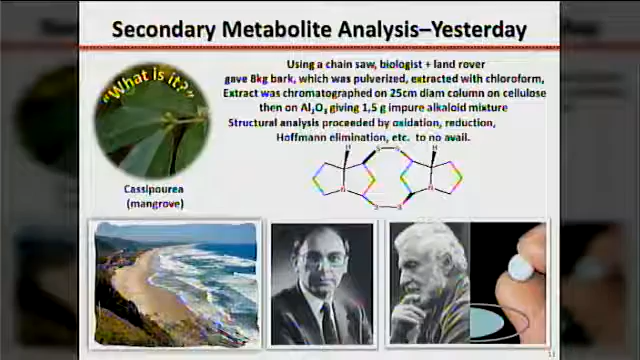 Secondary Metabolite Analysis–Yesterday
"What is it?"
Using a chain saw, biologist + land rover
gave 8kg bark, which was pulverized, extracted with chloroform,
Extract was chromatographed on 25cm diam column on cellulose
then on Al2O3 giving 1,5 g impure alkaloid mixture
Structural analysis proceeded by oxidation, reduction,
Hoffmann elimination, etc. to no avail.
H
S—S
H
N
N
S—S
Cassipourea
(mangrove)
11